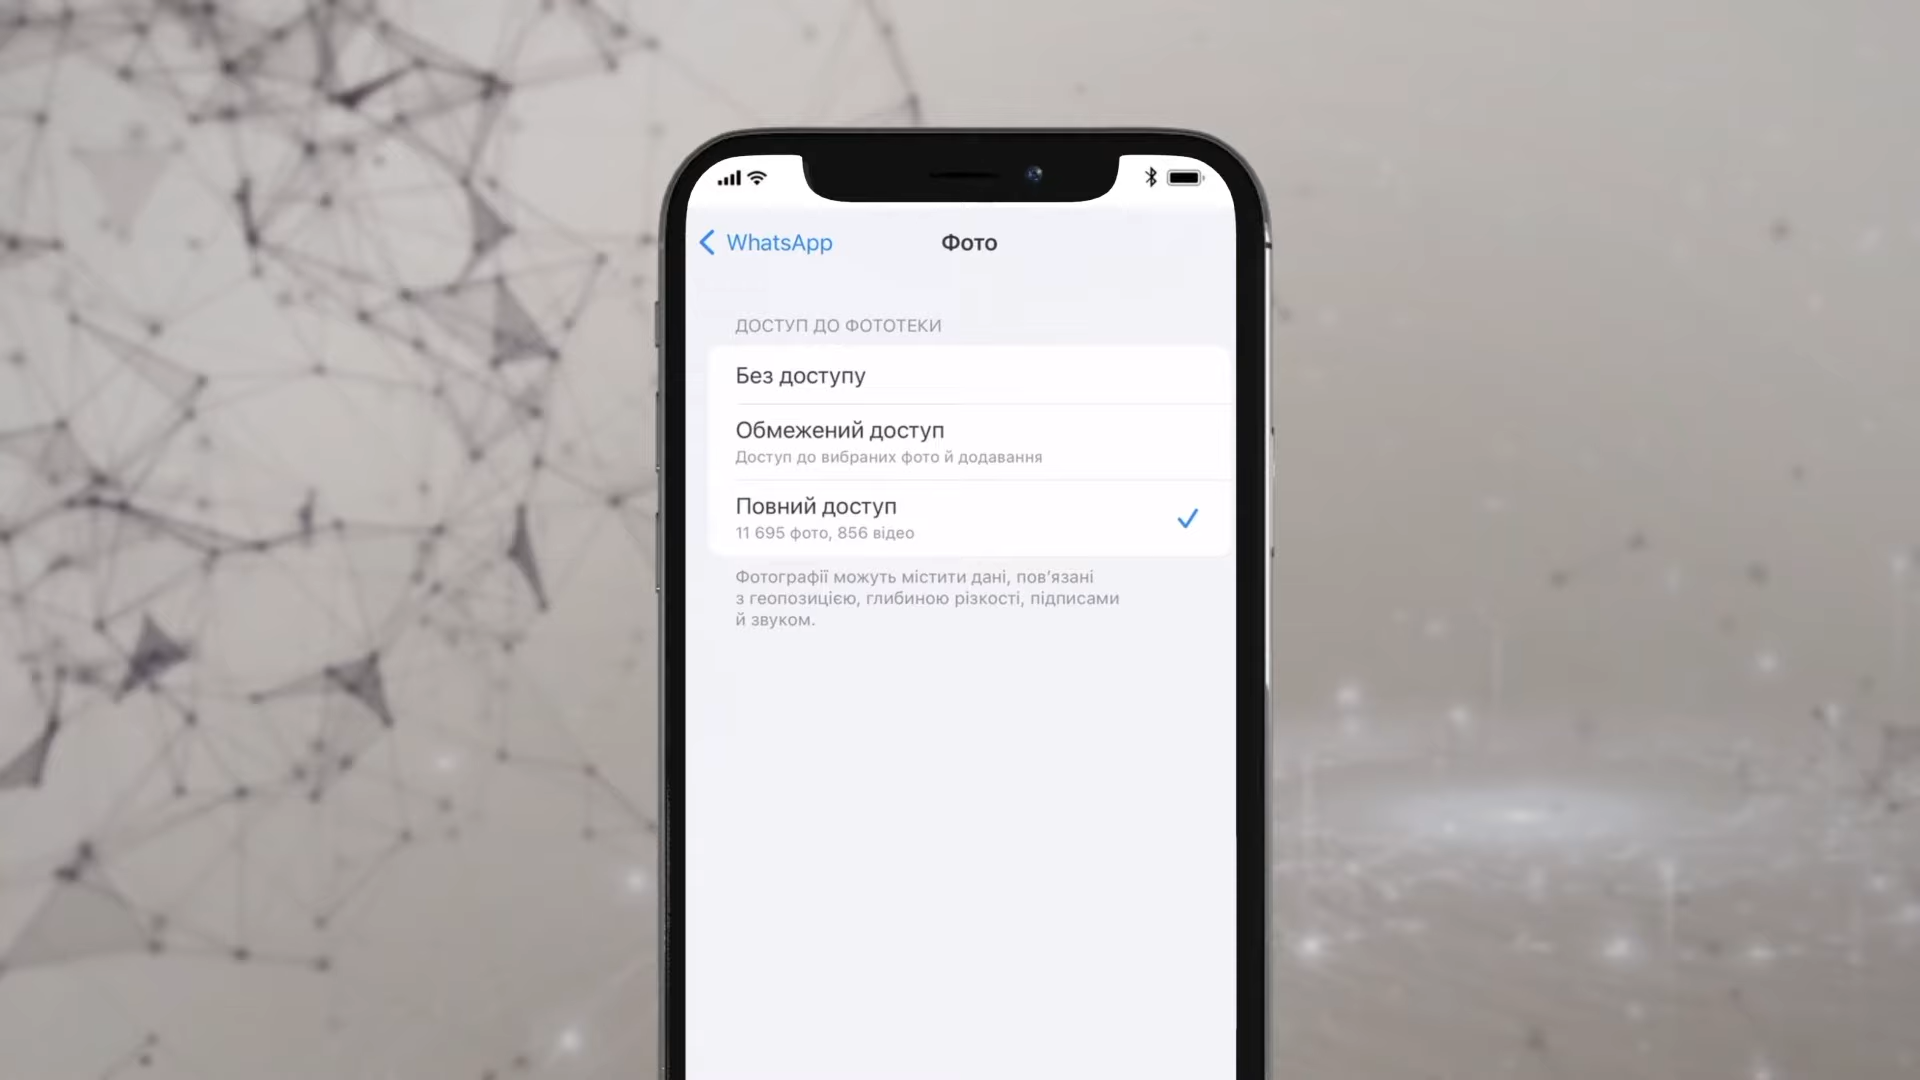 WhatsApp
Фото
ДОСТУП ДО ФОТОТЕКИ
Без доступу
Обмежений доступ
Доступ до вибраних фото й додавання
Повний доступ
11 695 фото, 856 відео
Фотографії можуть містити дані, пов’язані
з геопозицією, глибиною різкості, підписами
й звуком.